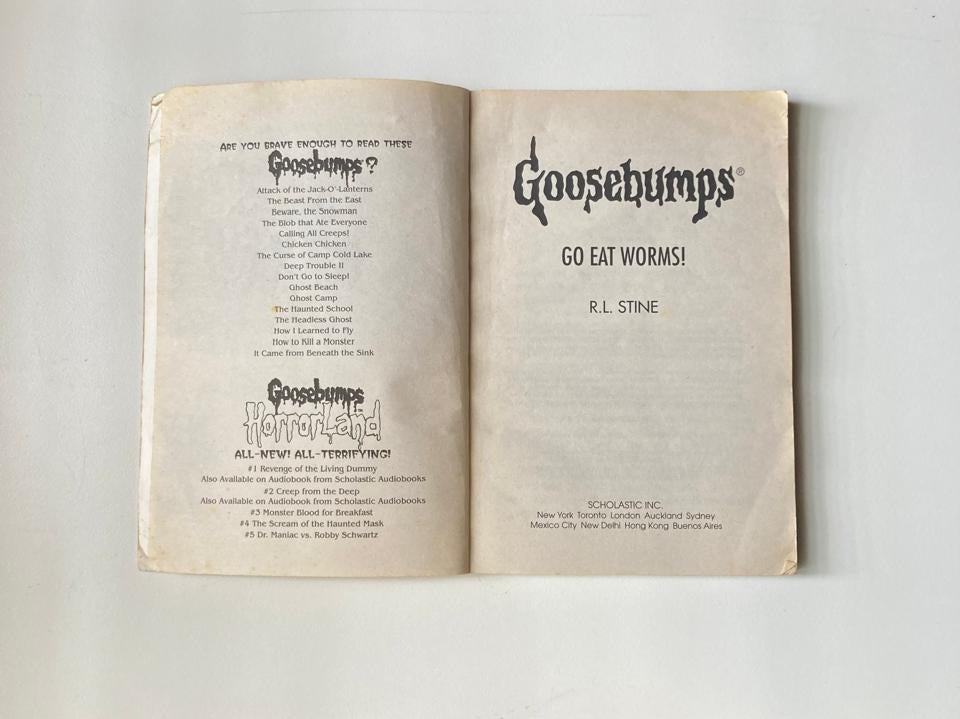 ARE YOU BRAVE ENOUGH TO READ THESE
Goosebumps?
Attack of the Jack-O'-Lanterns
The Beast From the East
Beware, the Snowman
The Blob that Ate Everyone
Calling All Creeps!
Chicken Chicken
The Curse of Camp Cold Lake
Deep Trouble II
Don't Go to Sleep!
Ghost Beach
Ghost Camp
The Haunted School
The Headless Ghost
How I Learned to Fly
How to Kill a Monster
It Came from Beneath the Sink
Goosebumps
HorrorLand™
ALL-NEW! ALL-TERRIFYING!
#1 Revenge of the Living Dummy
Also Available on Audiobook from Scholastic Audiobooks
#2 Creep from the Deep
Also Available on Audiobook from Scholastic Audiobooks
#3 Monster Blood for Breakfast
#4 The Scream of the Haunted Mask
#5 Dr. Maniac vs. Robby Schwartz
Goosebumps®
GO EAT WORMS!
R.L. STINE
SCHOLASTIC INC.
New York Toronto London Auckland Sydney
Mexico City New Delhi Hong Kong Buenos Aires